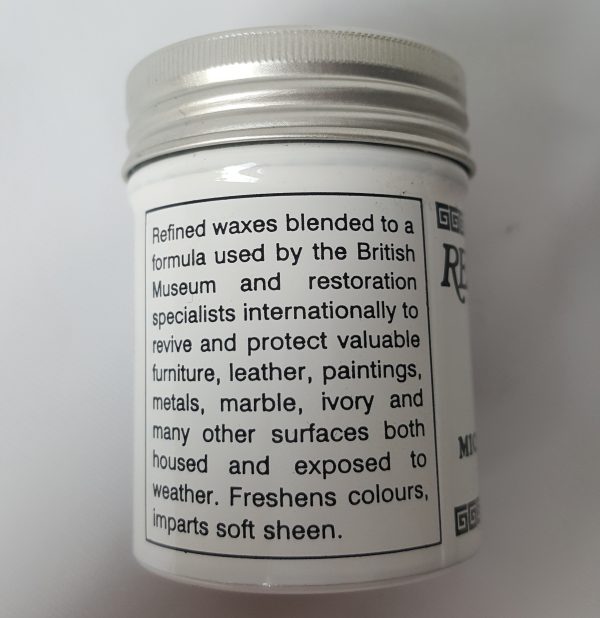 Refined waxes blended to a
formula used by the British
Museum and restoration
specialists internationally to
revive and protect valuable
furniture, leather, paintings,
metals, marble, ivory and
many other surfaces both
housed and exposed to
weather. Freshens colours,
imparts soft sheen.